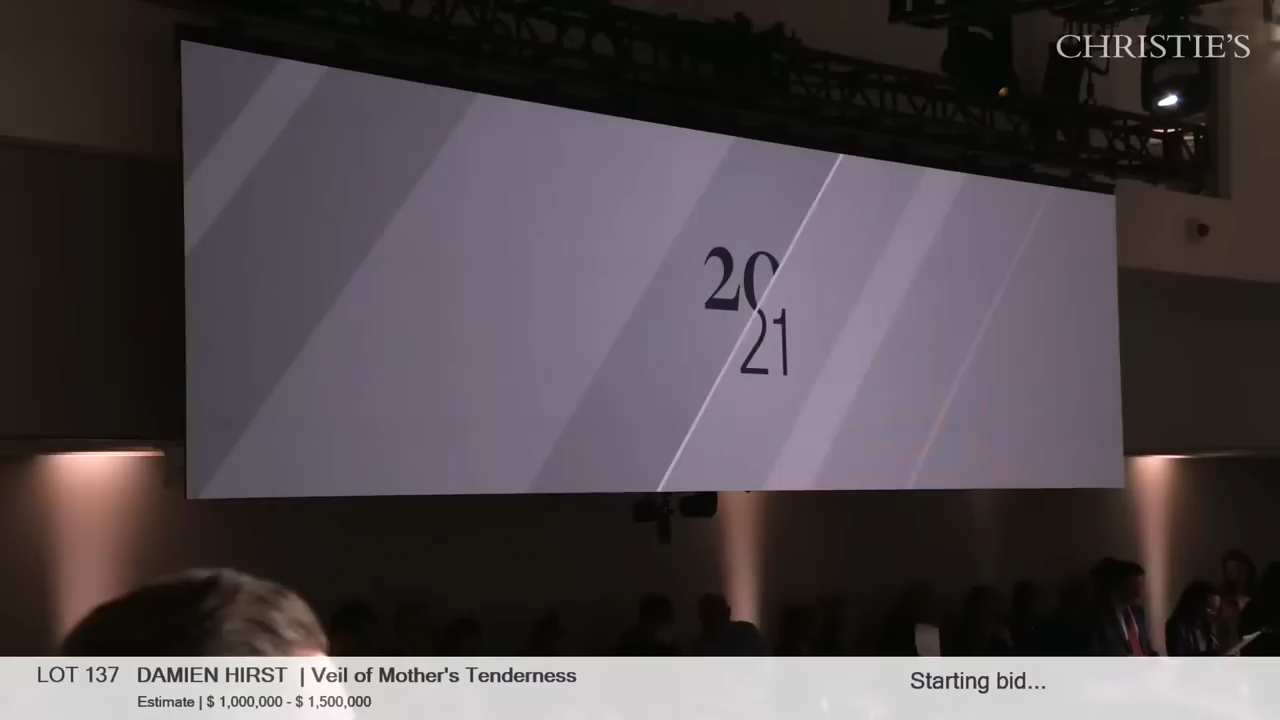 CHRISTIE'S
20
21
LOT 137 DAMIEN HIRST | Veil of Mother's Tenderness
Estimate | $ 1,000,000 - $ 1,500,000
Starting bid...